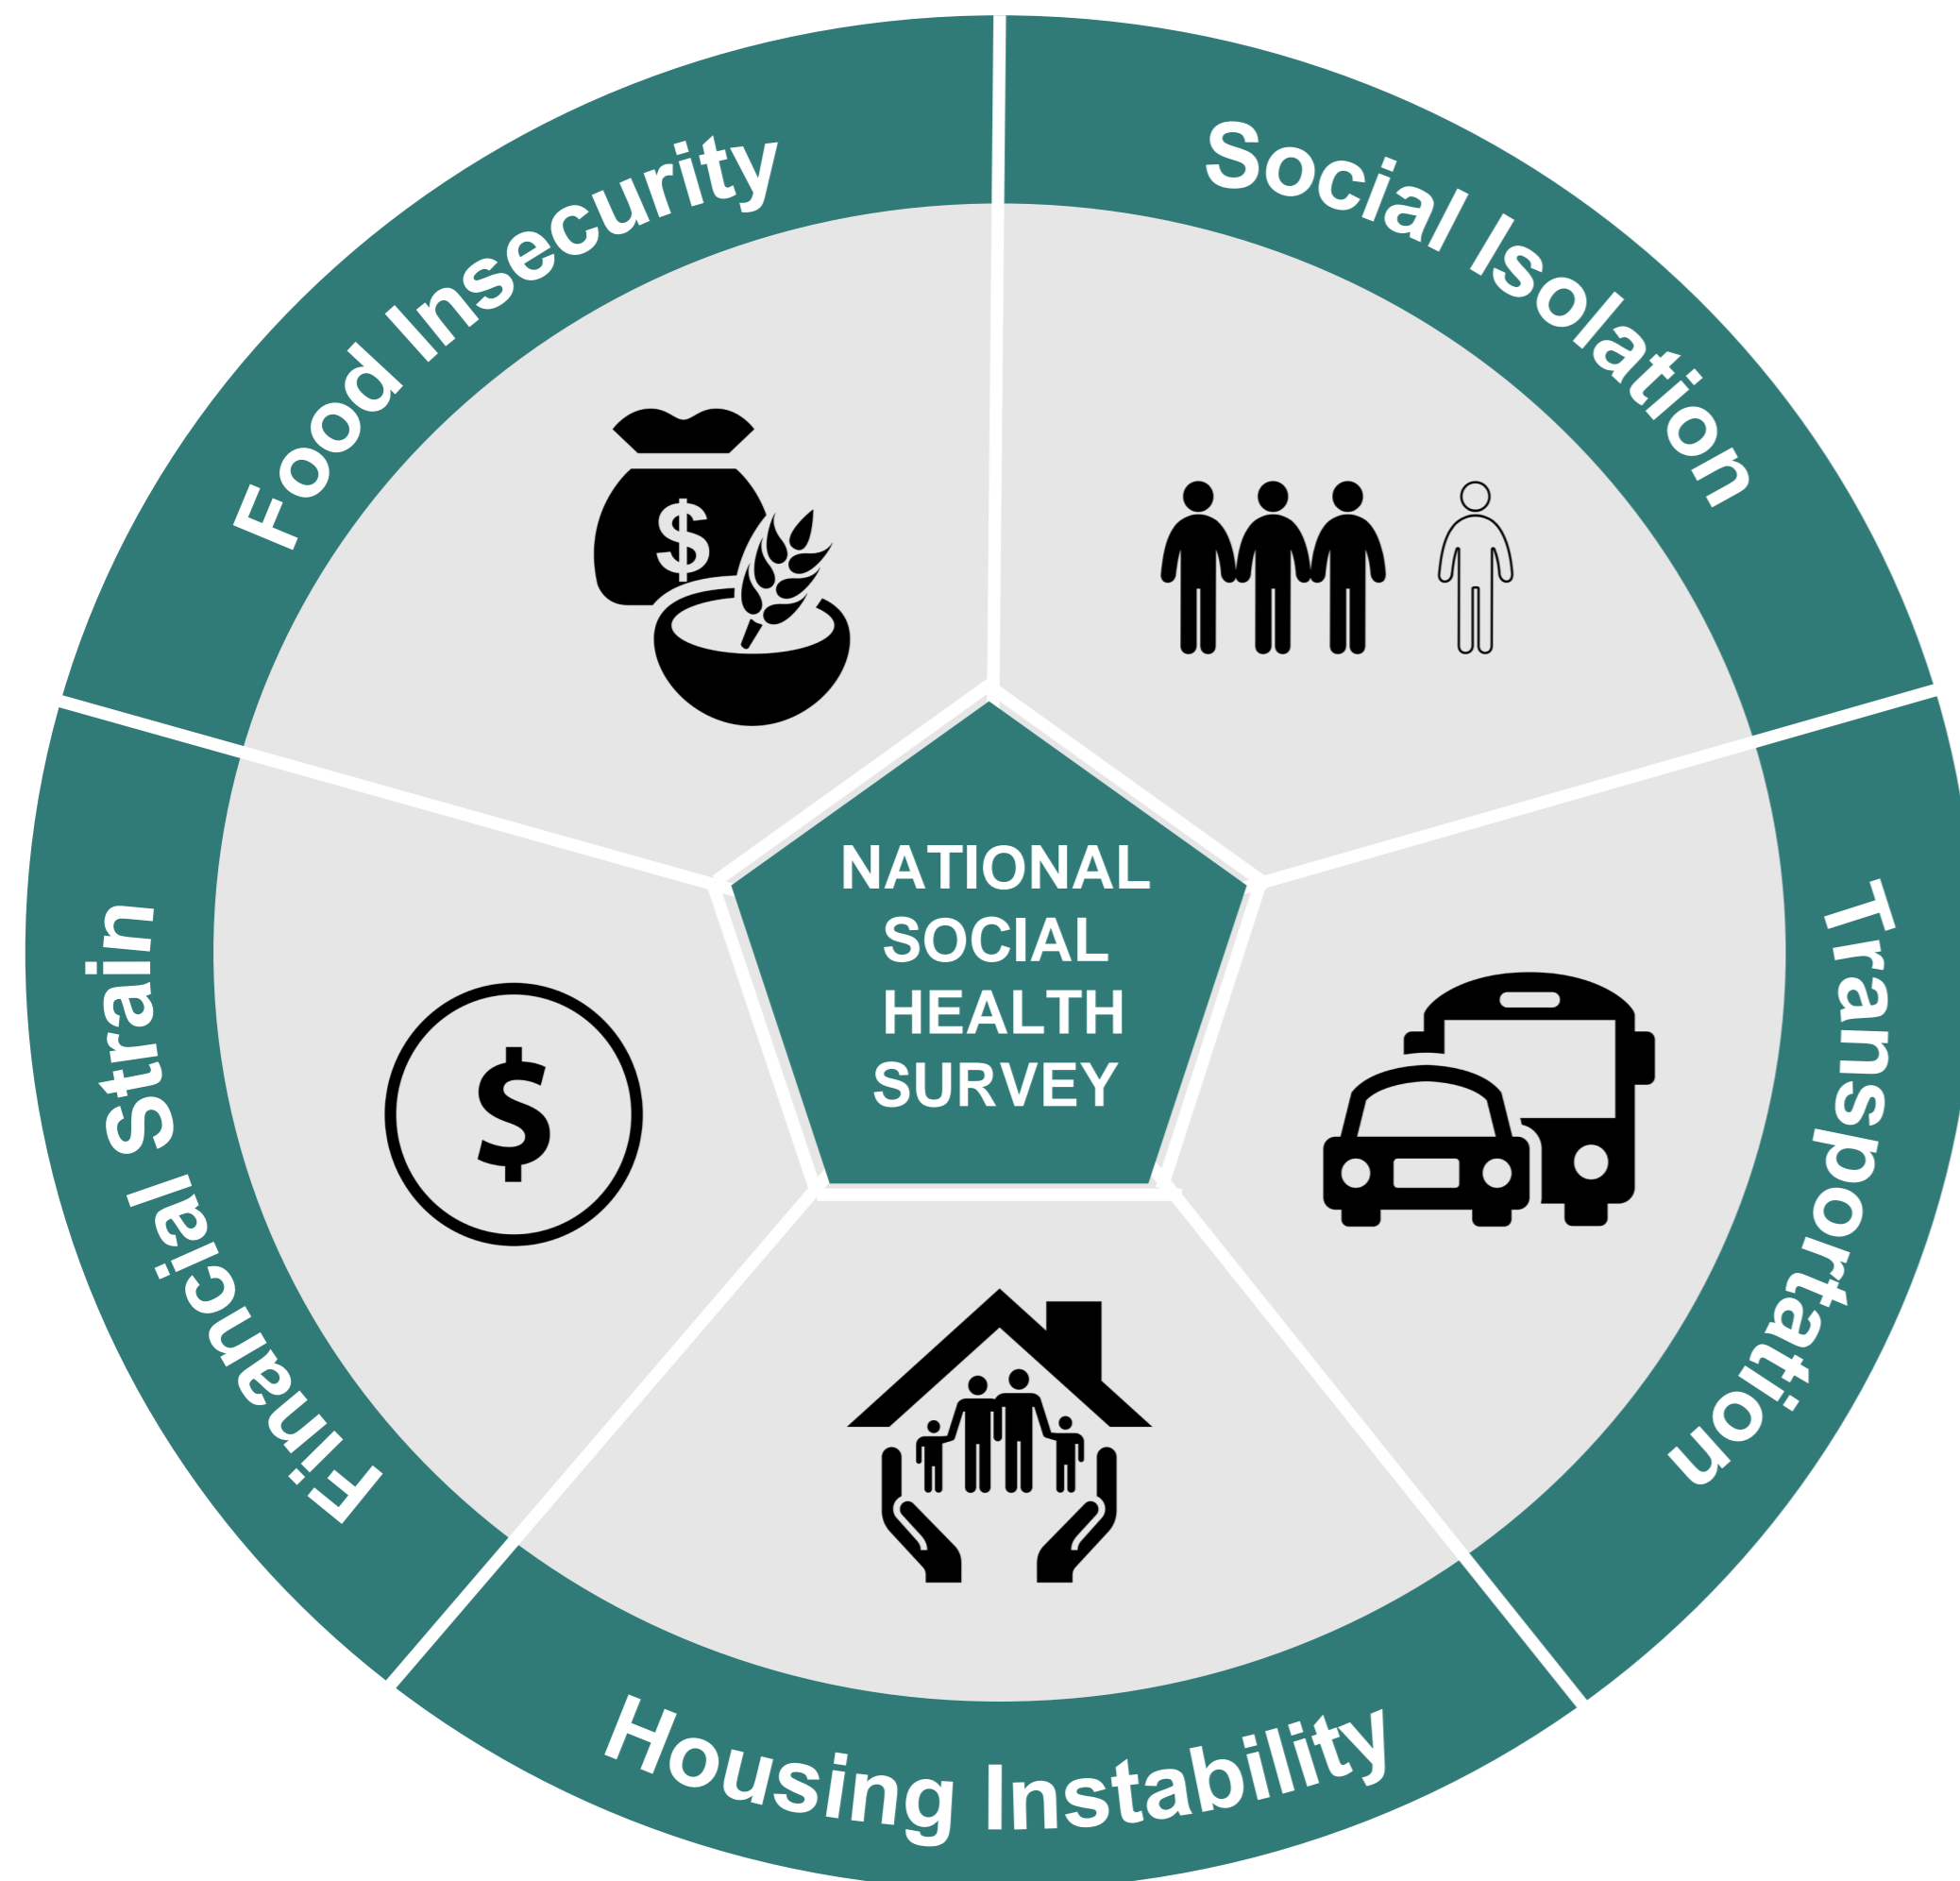 Food Insecurity
Social Isolation
$
NATIONAL
SOCIAL
HEALTH
SURVEY
Financial Strain
$
Transportation
Housing Instability